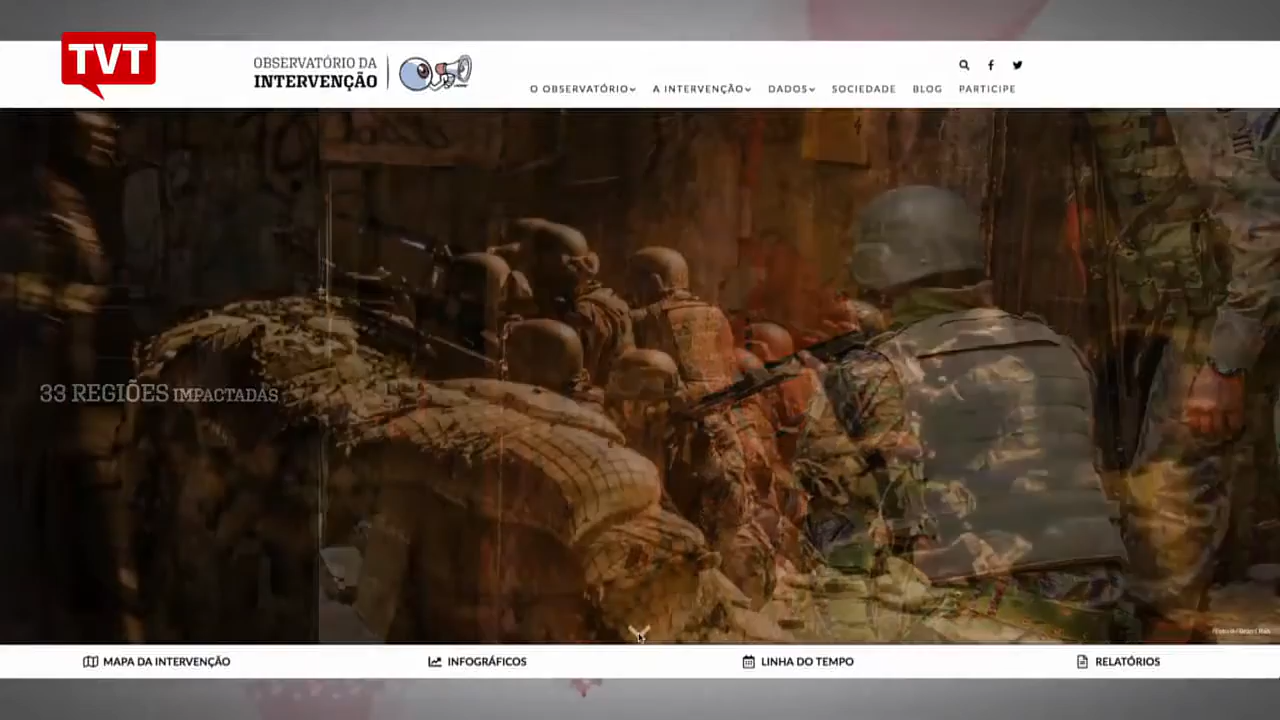 TVT
OBSERVATÓRIO DA
INTERVENÇÃO
O OBSERVATÓRIO
A INTERVENÇÃO
DADOS
SOCIEDADE
BLOG
PARTICIPE
33 REGIÕES IMPACTADAS
MAPA DA INTERVENÇÃO
INFOGRÁFICOS
LINHA DO TEMPO
RELATÓRIOS